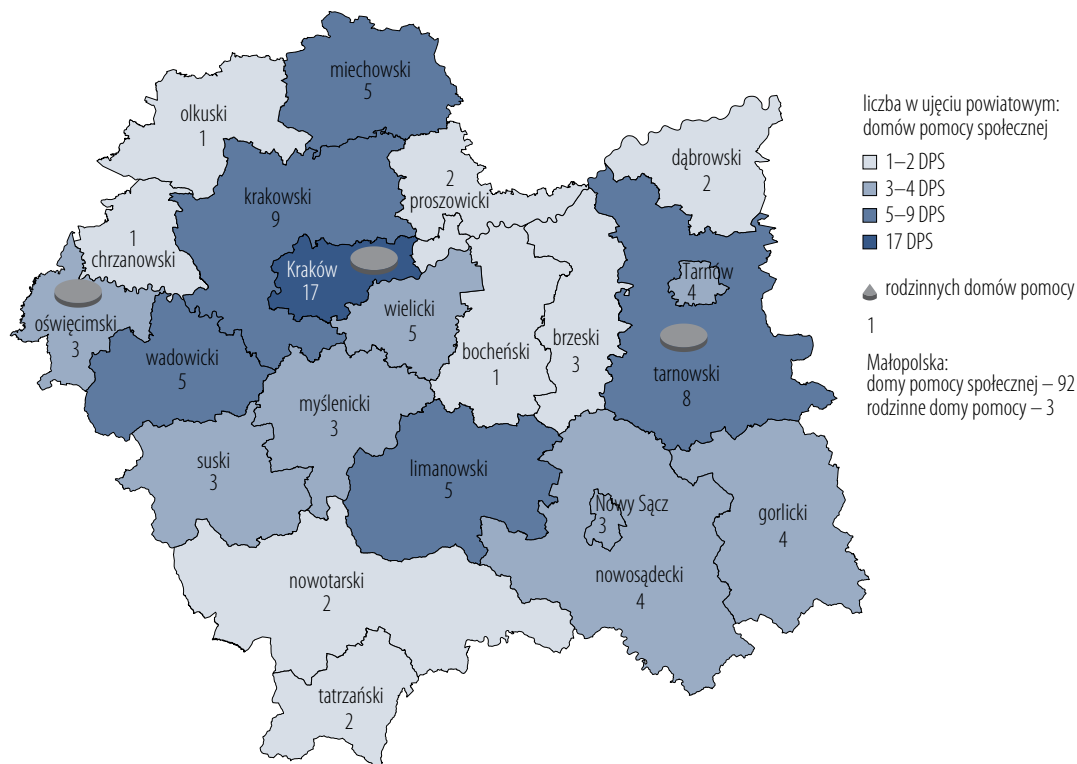 miechowski
5
olkuski
1
dąbrowski
2
2
proszowicki
krakowski
9
1
chrzanowski
Kraków
17
Tarnów
4
oświęcimski
3
wielicki
5
wadowicki
5
bocheński
1
brzeski
3
tarnowski
8
myślenicki
3
suski
3
limanowski
5
Nowy Sącz
3
gorlicki
4
nowotarski
2
nowosądecki
4
tatrzański
2
liczba w ujęciu powiatowym:
domów pomocy społecznej
1–2 DPS
3–4 DPS
5–9 DPS
17 DPS
rodzinnych domów pomocy
1
Małopolska:
domy pomocy społecznej – 92
rodzinne domy pomocy – 3